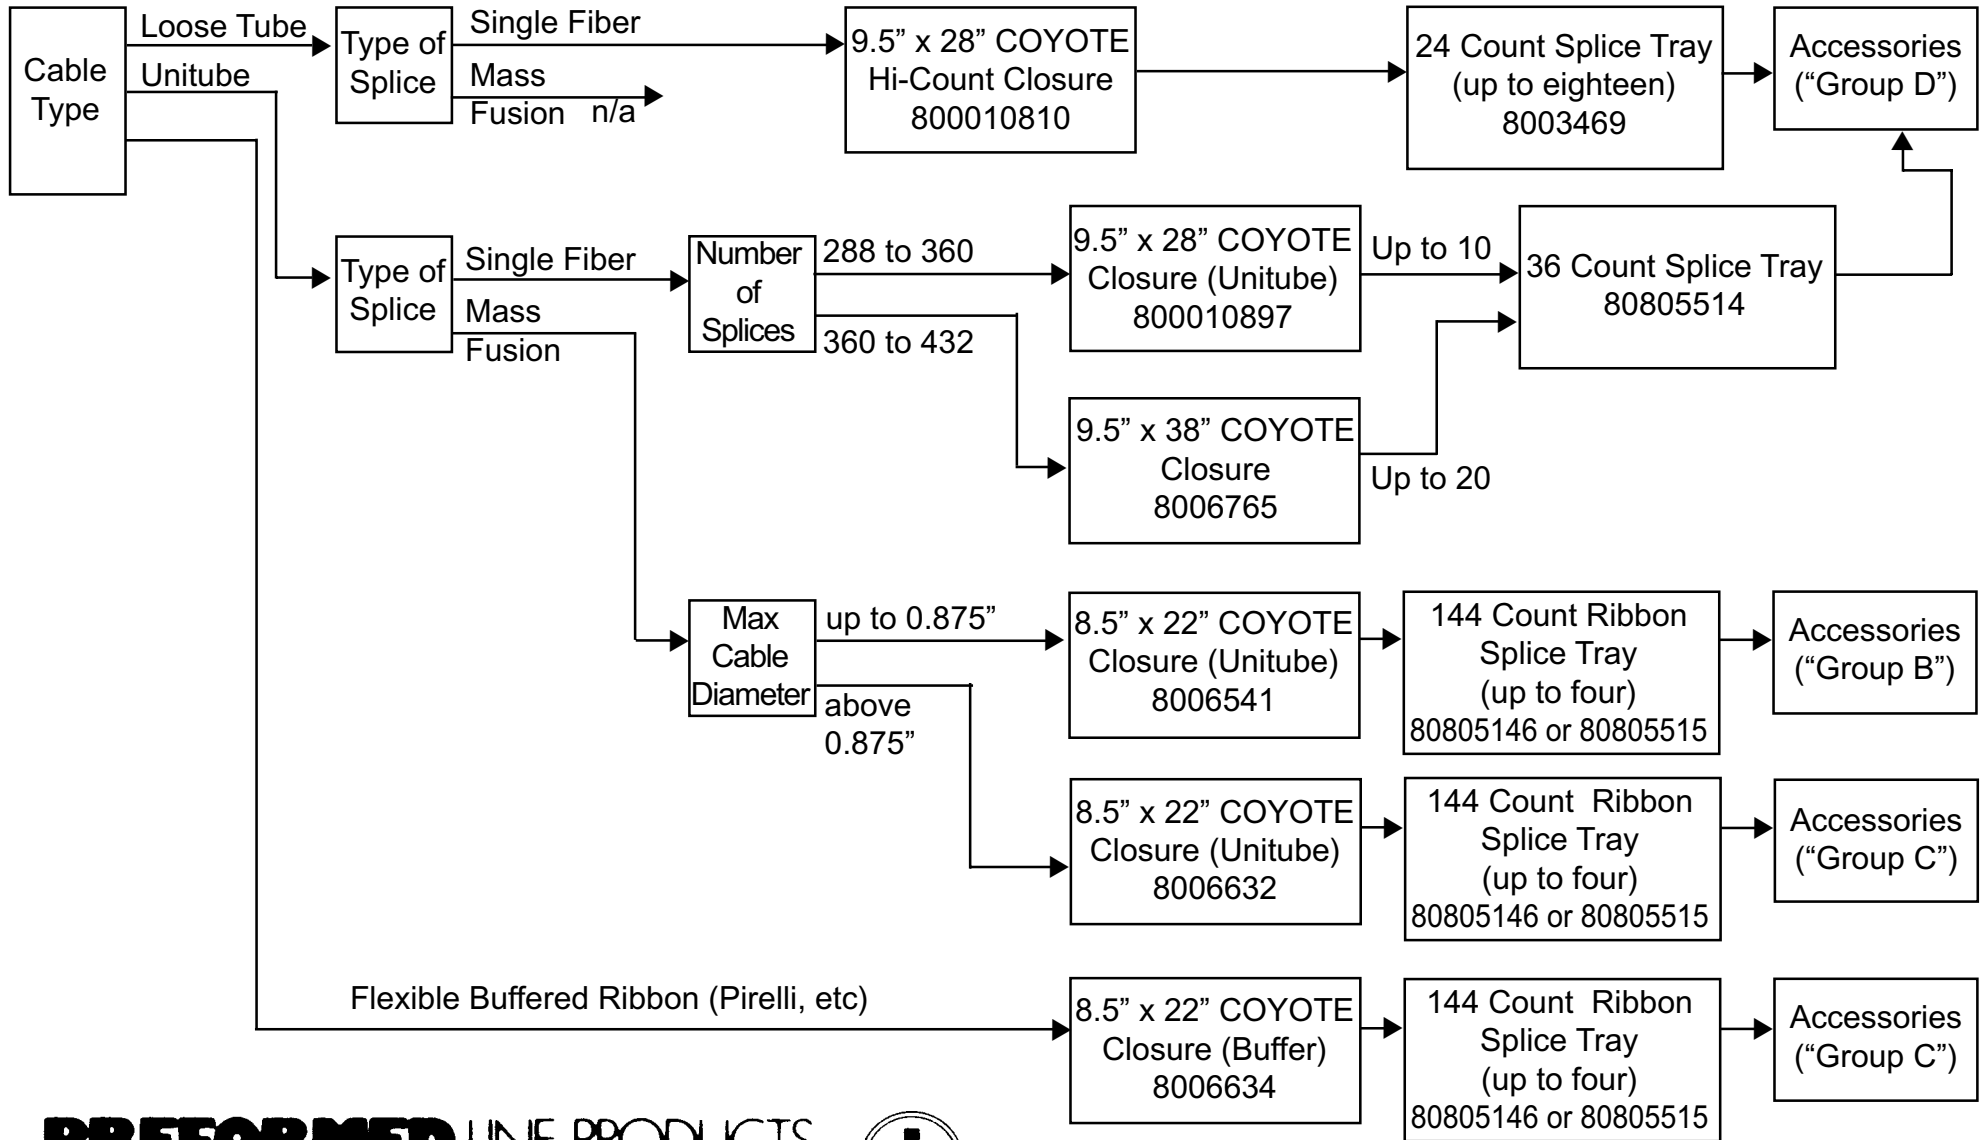 Cable
Type
Loose Tube
Unitube
Type of
Splice
Single Fiber
Mass
Fusion n/a
9.5” x 28” COYOTE
Hi-Count Closure
800010810
24 Count Splice Tray
(up to eighteen)
8003469
Accessories
(“Group D”)
Type of
Splice
Single Fiber
Mass
Fusion
Number
of
Splices
288 to 360
360 to 432
9.5” x 28” COYOTE
Closure (Unitube)
800010897
Up to 10
36 Count Splice Tray
80805514
9.5” x 38” COYOTE
Closure
8006765
Up to 20
Max
Cable
Diameter
up to 0.875”
above
0.875”
8.5” x 22” COYOTE
Closure (Unitube)
8006541
144 Count Ribbon
Splice Tray
(up to four)
80805146 or 80805515
Accessories
(“Group B”)
8.5” x 22” COYOTE
Closure (Unitube)
8006632
144 Count Ribbon
Splice Tray
(up to four)
80805146 or 80805515
Accessories
(“Group C”)
Flexible Buffered Ribbon (Pirelli, etc)
8.5” x 22” COYOTE
Closure (Buffer)
8006634
144 Count Ribbon
Splice Tray
(up to four)
80805146 or 80805515
Accessories
(“Group C”)
PREFORMED LINE PRODUCTS